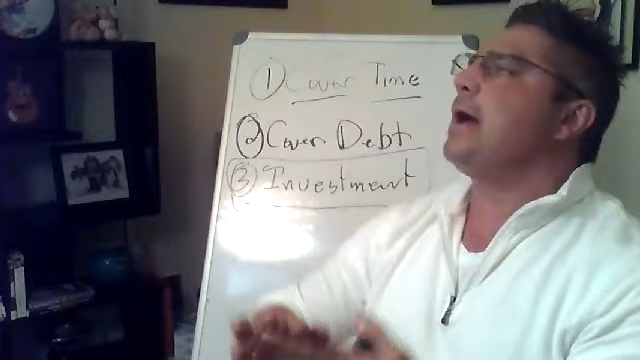 ① Cover Time
② Cover Debt
③ Investment